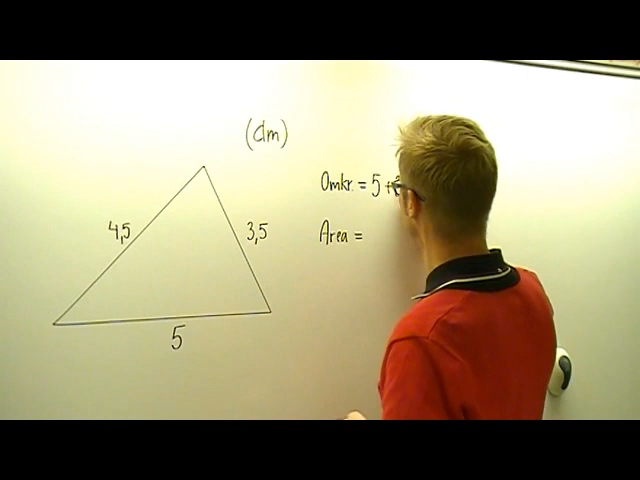 (dm)
Omkr. = 5 +
4,5
3,5
Area =
5